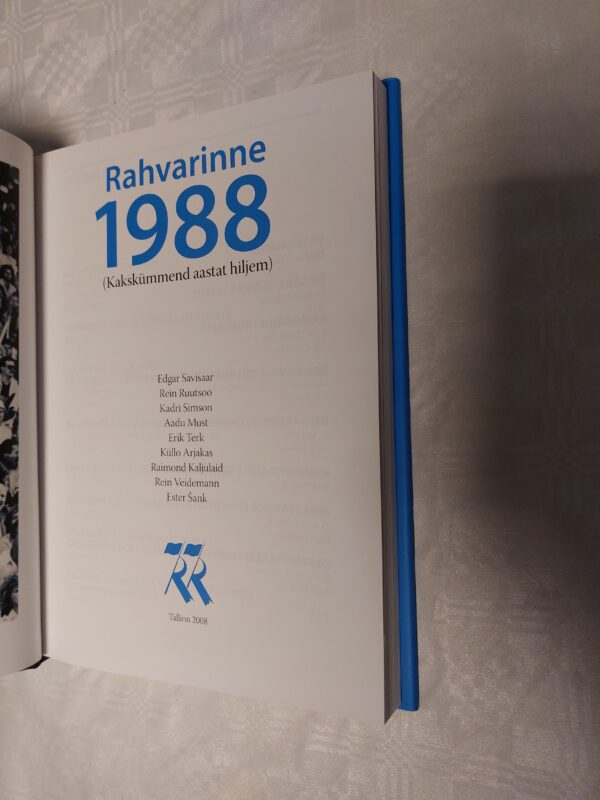 Rahvarinne
1988
(Kakskümmend aastat hiljem)
Edgar Savisaar
Rein Ruutsoo
Kadri Simson
Aadu Must
Erik Terk
Küllo Arjakas
Raimond Kaljulaid
Rein Veidemann
Ester Šank
RR
Tallinn 2008